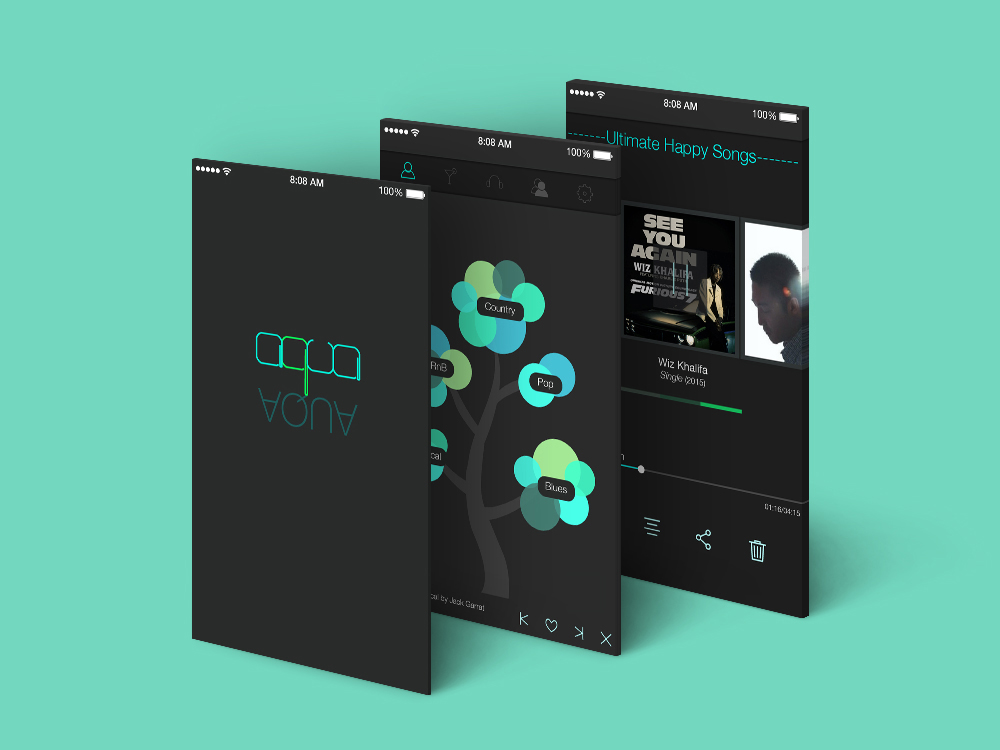 8:08 AM
100%
aqua
AQUA
8:08 AM
100%
Country
RnB
Pop
cal
Blues
cal by Jack Garrat
8:08 AM
100%
-------Ultimate Happy Songs-------
SEE
YOU
AGAIN
WIZ KHALIFA
FURIOUS 7
Wiz Khalifa
Single (2015)
n
01:16/04:15